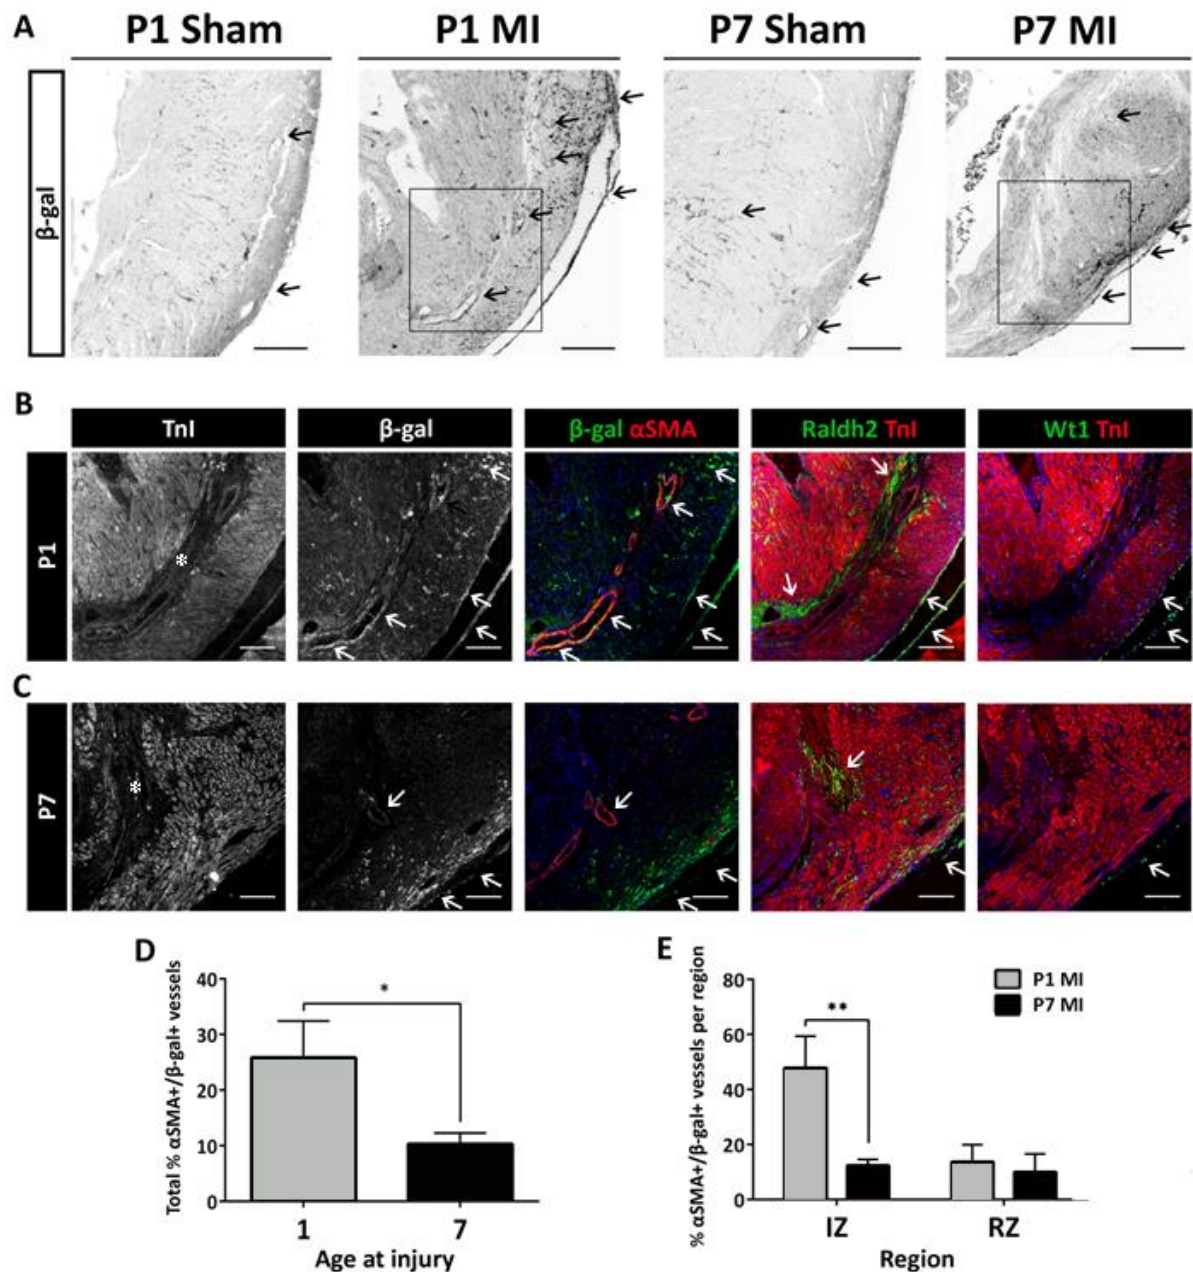 A
P1 Sham
P1 MI
P7 Sham
P7 MI
β-gal
B
TnI
β-gal
β-gal αSMA
Raldh2 TnI
Wt1 TnI
P1
*
C
P7
*
D
Total % αSMA+/β-gal+ vessels
40
30
20
10
0
*
1
7
Age at injury
E
% αSMA+/β-gal+ vessels per region
80
60
40
20
0
**
P1 MI
P7 MI
IZ
RZ
Region